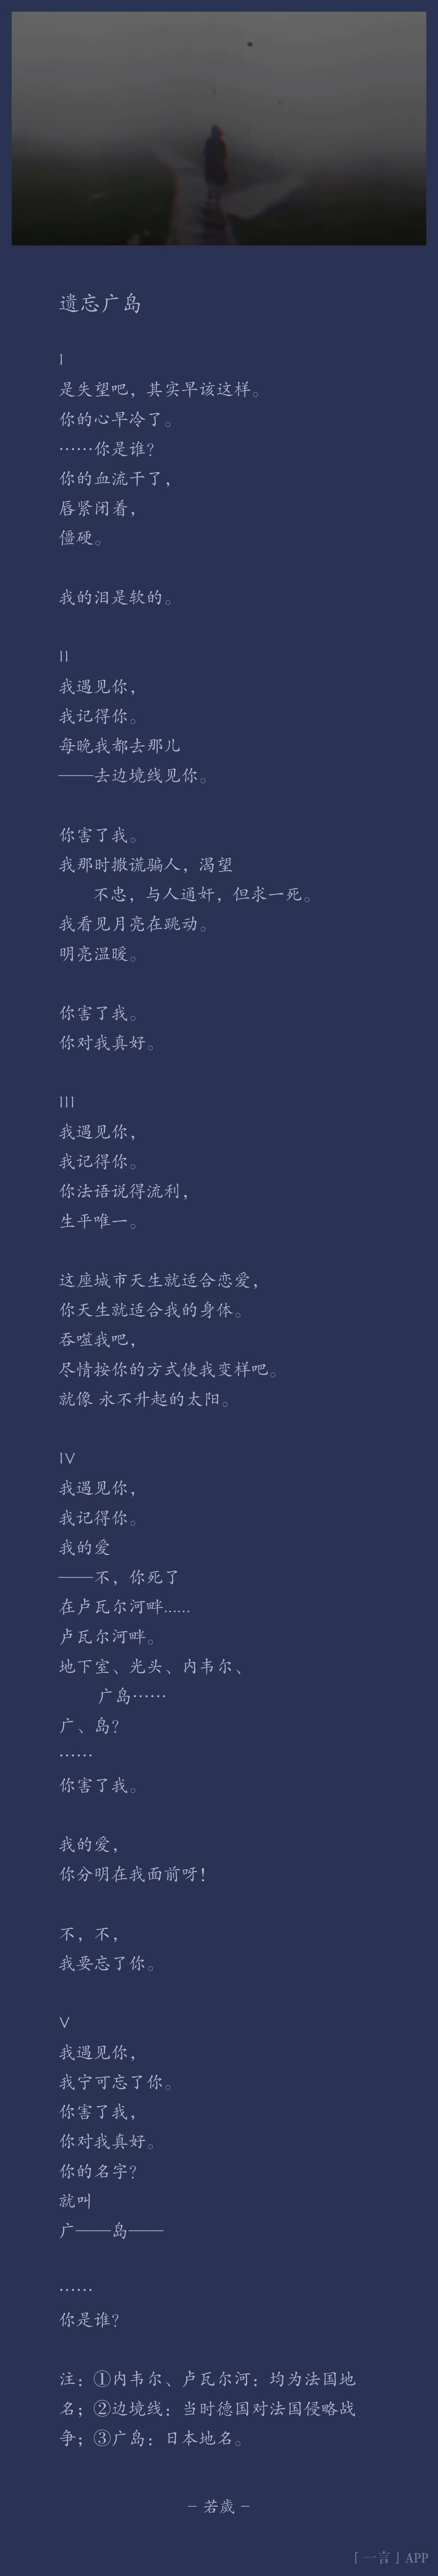 遗忘广岛
I
是失望吧，其实早该这样。
你的心早冷了。
……你是谁？
你的血流干了，
唇紧闭着，
僵硬。
我的泪是软的。
II
我遇见你，
我记得你。
每晚我都去那儿
——去边境线见你。
你害了我。
我那时撒谎骗人，渴望
不忠，与人通奸，但求一死。
我看见月亮在跳动。
明亮温暖。
你害了我。
你对我真好。
III
我遇见你，
我记得你。
你法语说得流利，
生平唯一。
这座城市天生就适合恋爱，
你天生就适合我的身体。
吞噬我吧，
尽情按你的方式使我变样吧。
就像 永不升起的太阳。
IV
我遇见你，
我记得你。
我的爱
——不，你死了
在卢瓦尔河畔......
卢瓦尔河畔。
地下室、光头、内韦尔、
广岛……
广、岛？
……
你害了我。
我的爱，
你分明在我面前呀！
不，不，
我要忘了你。
V
我遇见你，
我宁可忘了你。
你害了我，
你对我真好。
你的名字？
就叫
广——岛——
……
你是谁？
注：①内韦尔、卢瓦尔河：均为法国地
名；②边境线：当时德国对法国侵略战
争；③广岛：日本地名。
– 若歲 –
「一言」APP